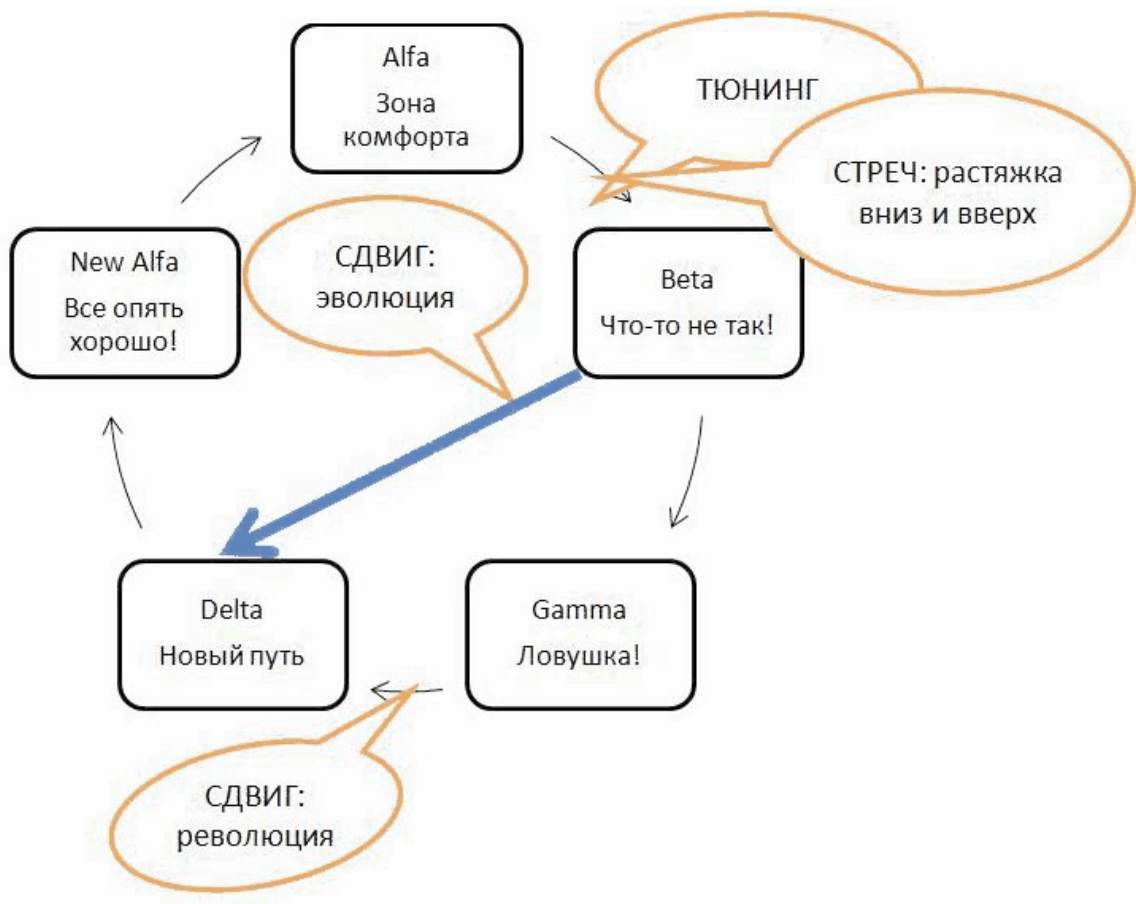 Alfa
Зона
комфорта
ТЮНИНГ
СТРЕЧ: растяжка
вниз и вверх
New Alfa
Все опять
хорошо!
СДВИГ:
эволюция
Beta
Что-то не так!
Delta
Новый путь
Gamma
Ловушка!
СДВИГ:
революция